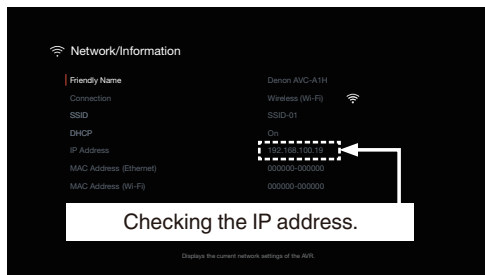 Network/Information
Friendly Name Denon AVC-A1H
Connection Wireless (Wi-Fi)
SSID SSID-01
DHCP On
IP Address 192.168.100.19
MAC Address (Ethernet) 000000-000000
MAC Address (Wi-Fi) 000000-000000
Checking the IP address.
Displays the current network settings of the AVR.